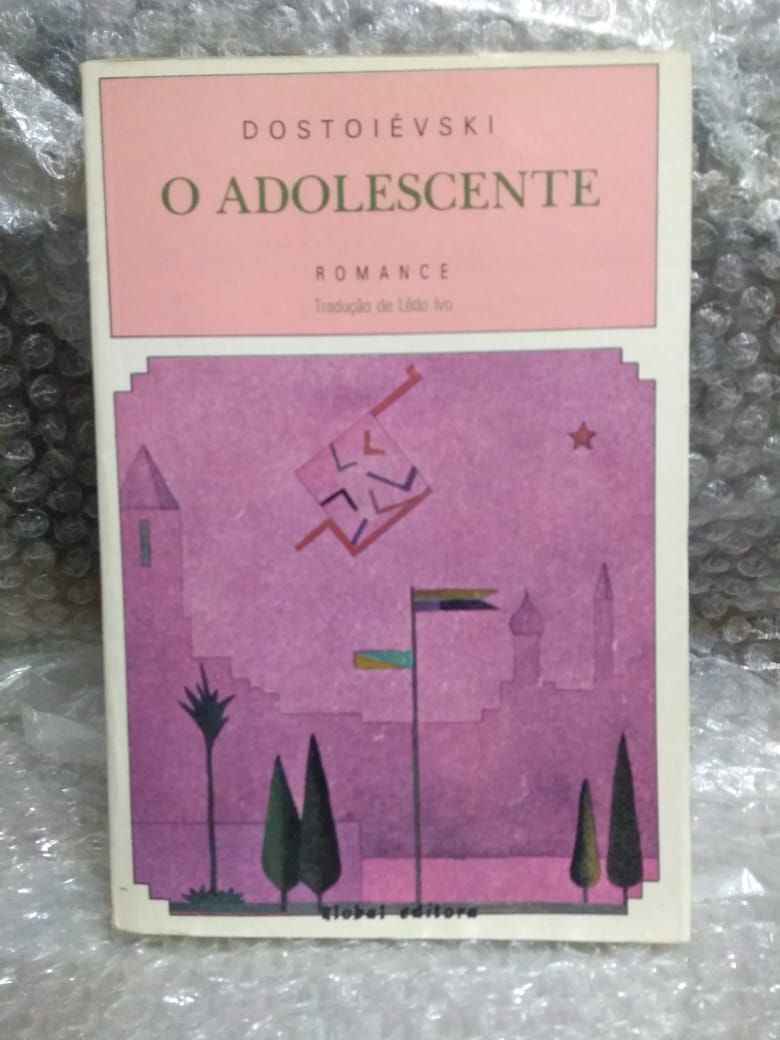 DOSTOIÉVSKI
O ADOLESCENTE
ROMANCE
Tradução de Lêdo Ivo
global editora